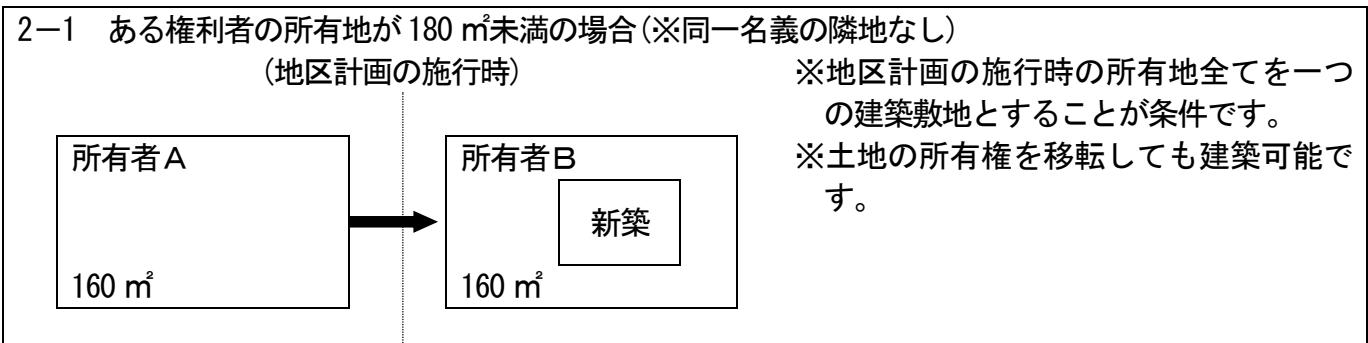 2－1　ある権利者の所有地が180㎡未満の場合(※同一名義の隣地なし)
(地区計画の施行時)
※地区計画の施行時の所有地全てを一つ
の建築敷地とすることが条件です。
※土地の所有権を移転しても建築可能で
す。
所有者Ａ
160㎡
所有者Ｂ
新築
160㎡